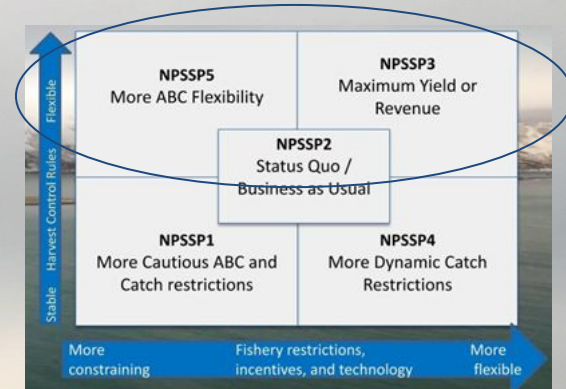 NPSSP5
More ABC Flexibility
NPSSP3
Maximum Yield or
Revenue
NPSSP2
Status Quo /
Business as Usual
NPSSP1
More Cautious ABC and
Catch restrictions
NPSSP4
More Dynamic Catch
Restrictions
Stable Harvest Control Rules Flexible
More
constraining
Fishery restrictions,
incentives, and technology
More
flexible